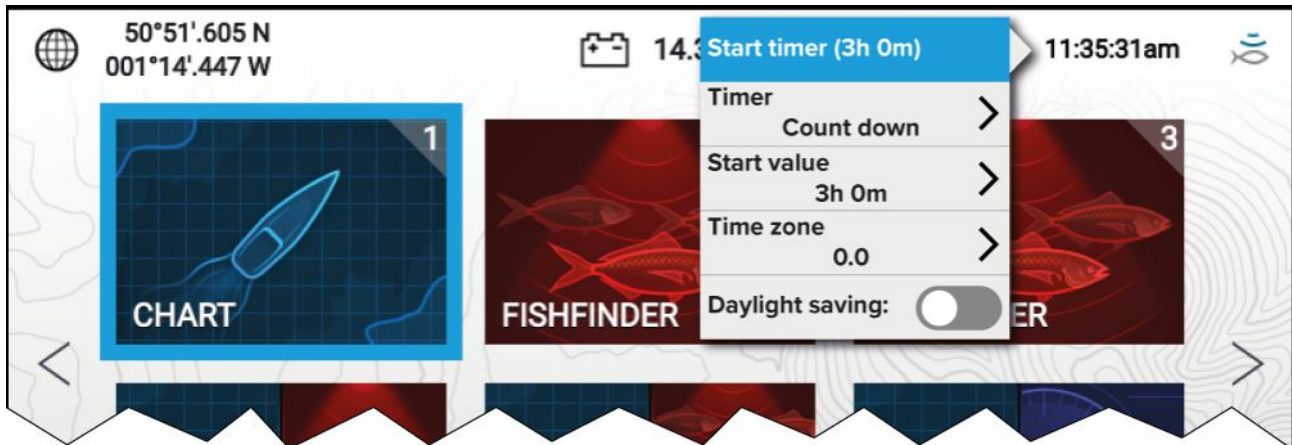 50°51'.605 N
001°14'.447 W
14.
Start timer (3h 0m)
11:35:31am
Timer
Count down
Start value
3h 0m
Time zone
0.0
Daylight saving:
1
CHART
FISHFINDER
3
ER